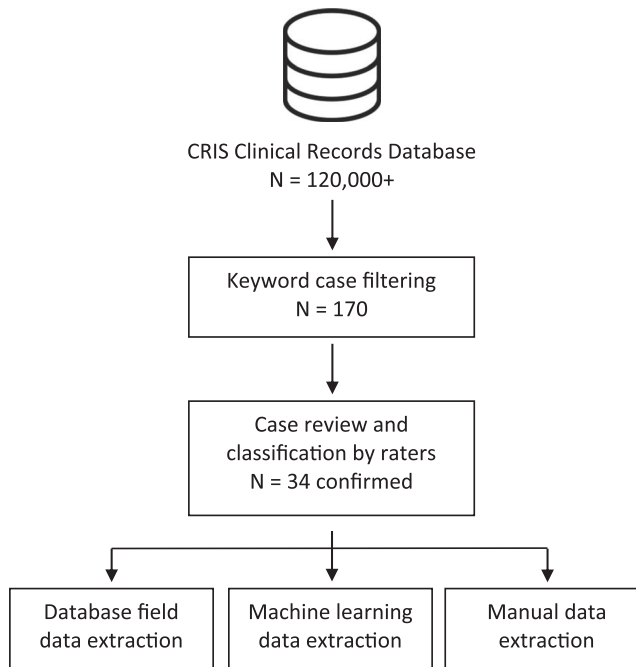 CRIS Clinical Records Database
N = 120,000+
Keyword case filtering
N = 170
Case review and
classification by raters
N = 34 confirmed
Database field
data extraction
Machine learning
data extraction
Manual data
extraction